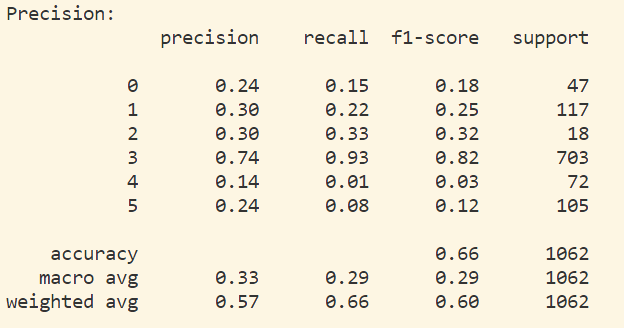 Precision:
precision recall f1-score support
0 0.24 0.15 0.18 47
1 0.30 0.22 0.25 117
2 0.30 0.33 0.32 18
3 0.74 0.93 0.82 703
4 0.14 0.01 0.03 72
5 0.24 0.08 0.12 105
accuracy 0.66 1062
macro avg 0.33 0.29 0.29 1062
weighted avg 0.57 0.66 0.60 1062